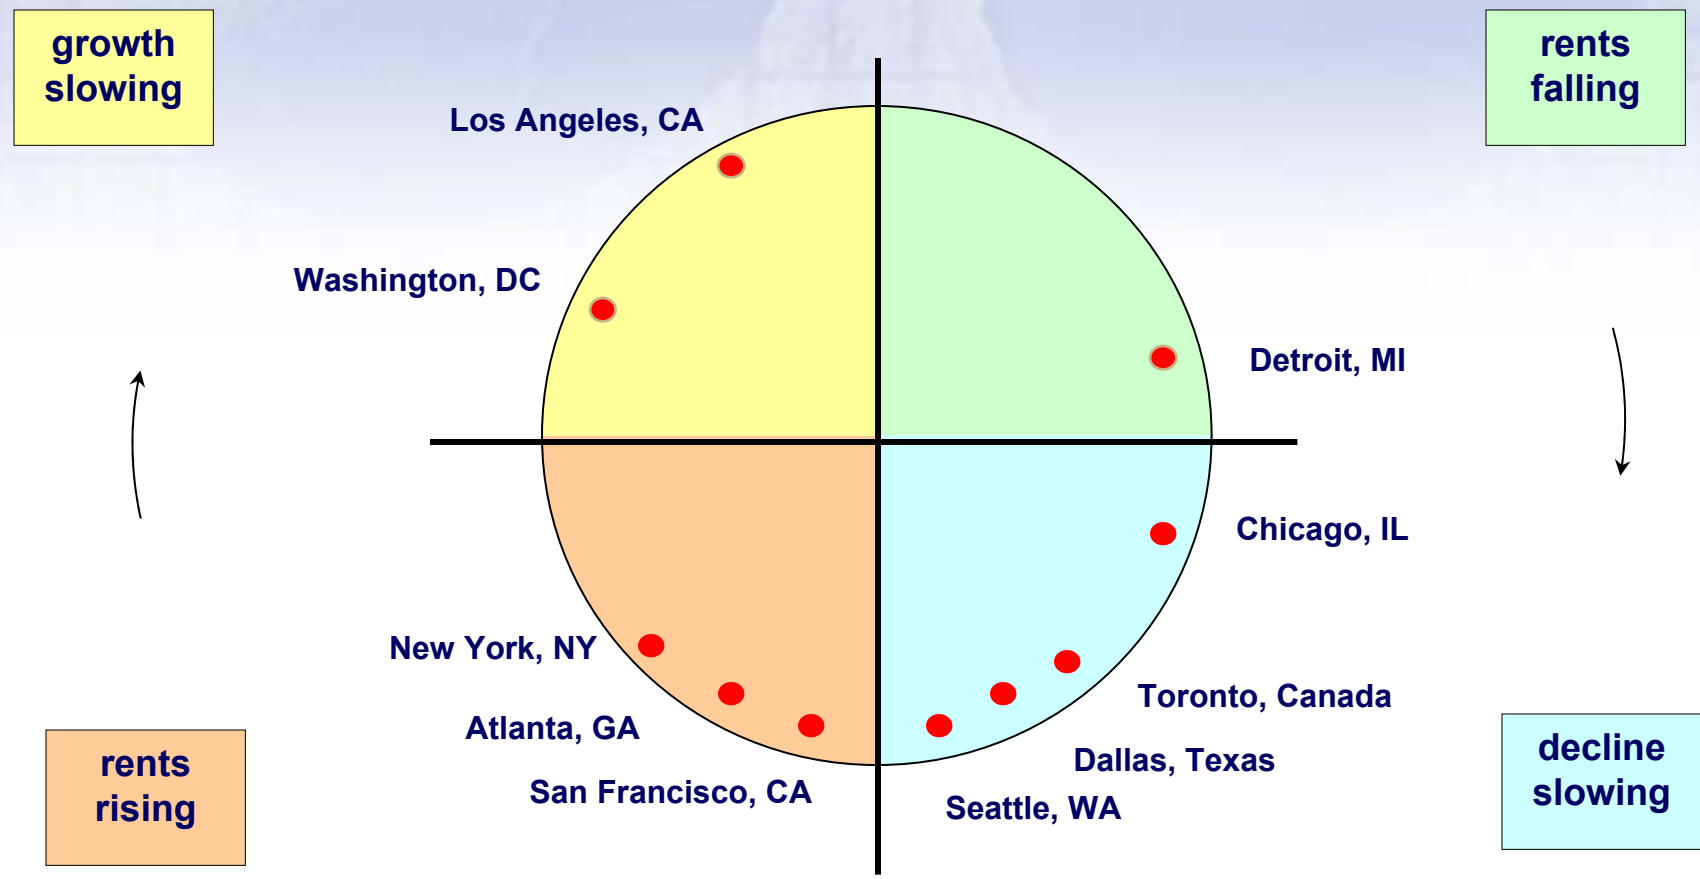 growth
slowing
rents
falling
Los Angeles, CA
Washington, DC
Detroit, MI
Chicago, IL
New York, NY
Toronto, Canada
Atlanta, GA
Dallas, Texas
San Francisco, CA
Seattle, WA
rents
rising
decline
slowing